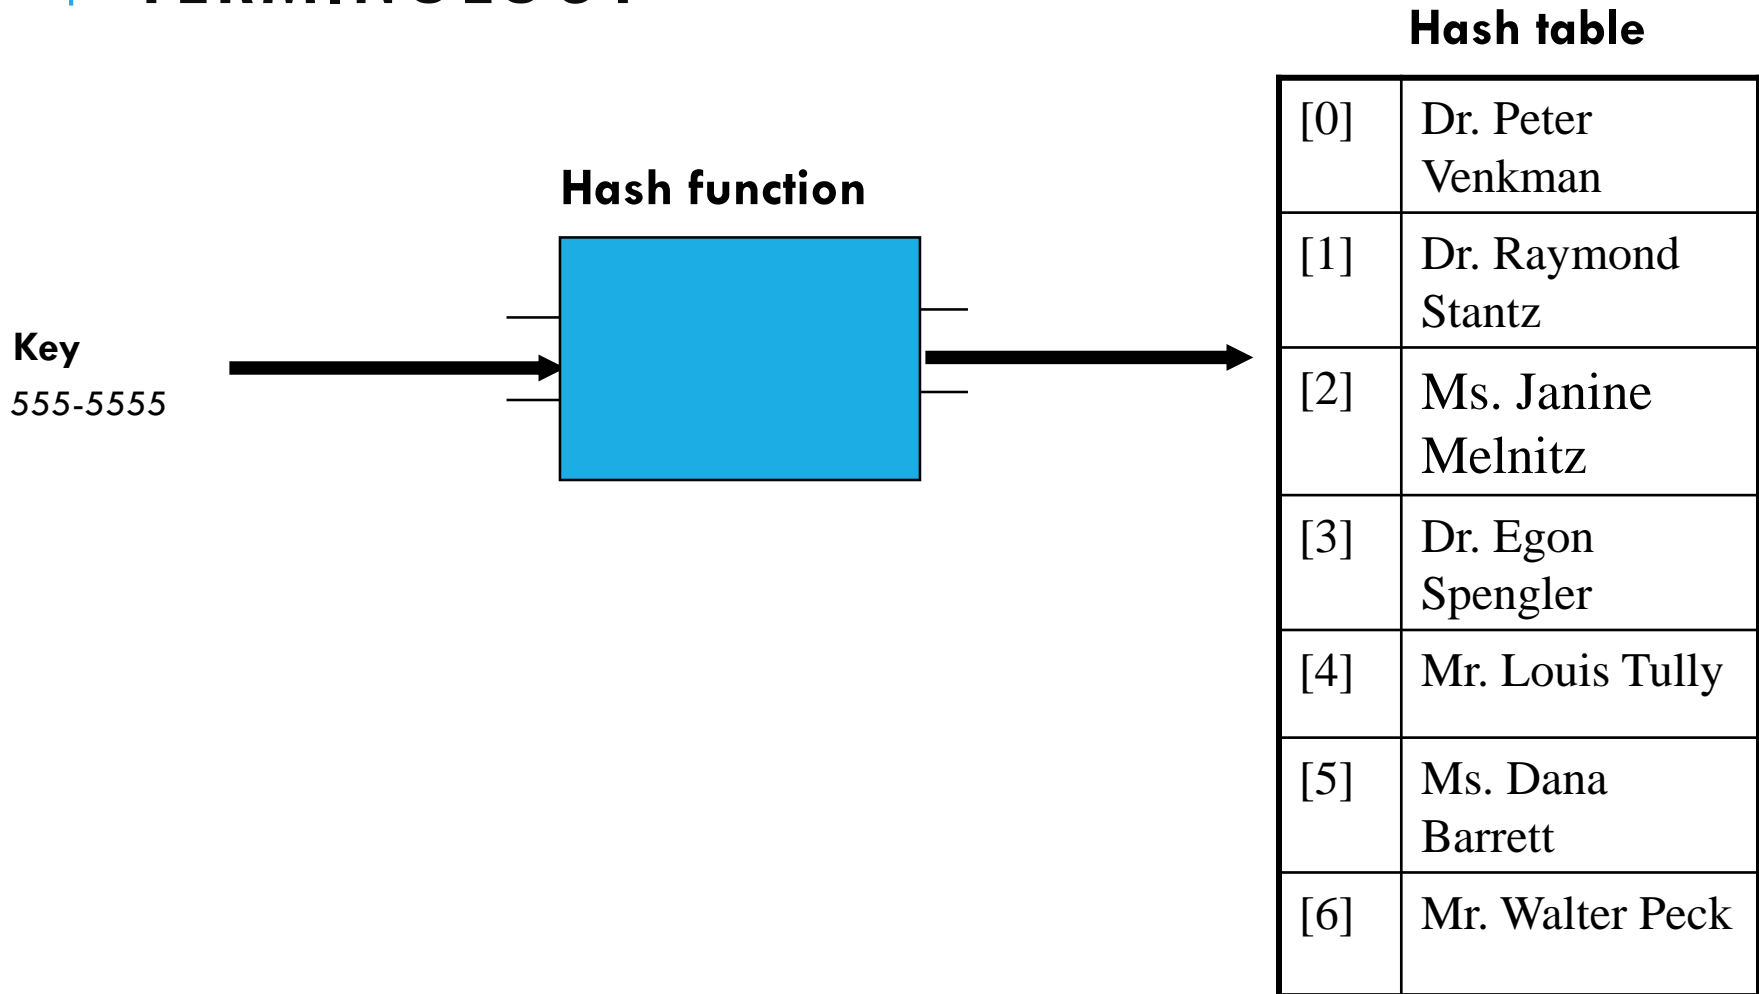 TERMINOLOGY
Hash table
Hash function
Key
555-5555
[0] Dr. Peter
Venkman
[1] Dr. Raymond
Stantz
[2] Ms. Janine
Melnitz
[3] Dr. Egon
Spengler
[4] Mr. Louis Tully
[5] Ms. Dana
Barrett
[6] Mr. Walter Peck